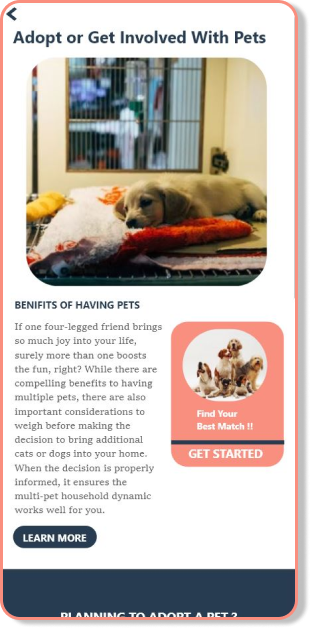 Adopt or Get Involved With Pets
BENIFITS OF HAVING PETS
If one four-legged friend brings
so much joy into your life,
surely more than one boosts
the fun, right? While there are
compelling benefits to having
multiple pets, there are also
important considerations to
weigh before making the
decision to bring additional
cats or dogs into your home.
When the decision is properly
informed, it ensures the
multi-pet household dynamic
works well for you.
LEARN MORE
Find Your
Best Match !!
GET STARTED
PLANNING TO ADOPT A PET ?